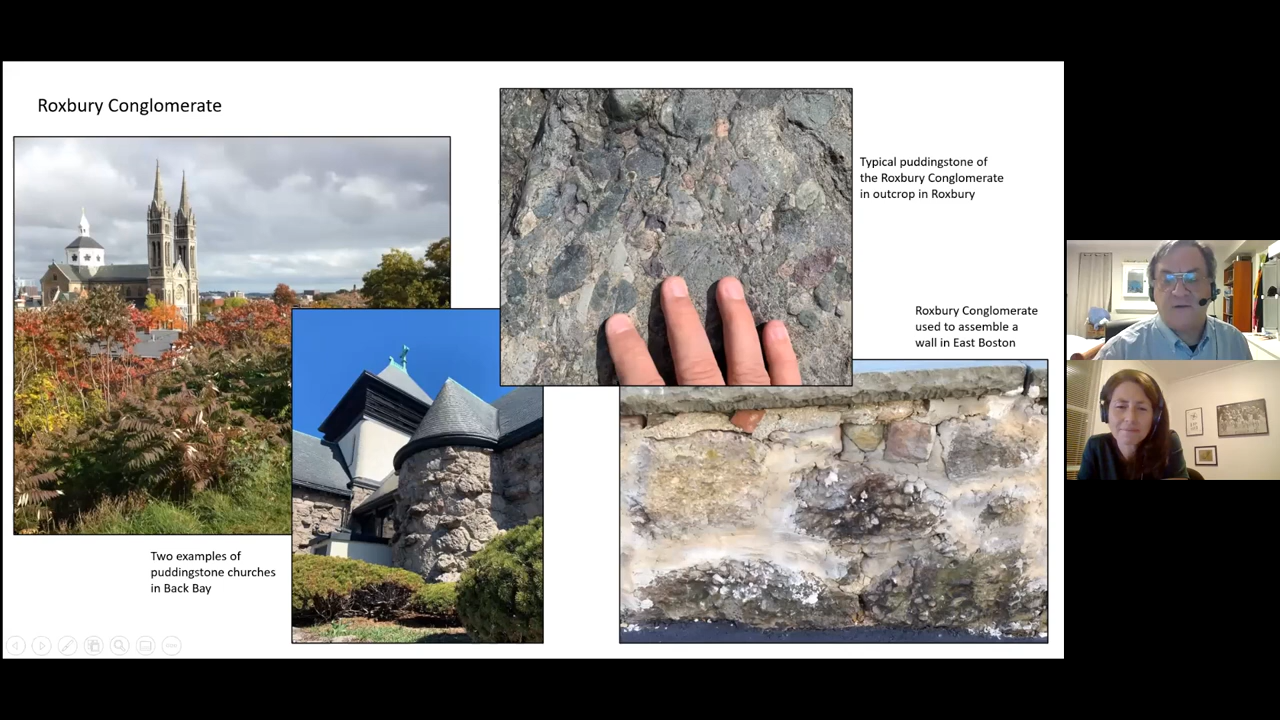 Roxbury Conglomerate
Typical puddingstone of
the Roxbury Conglomerate
in outcrop in Roxbury
Roxbury Conglomerate
used to assemble a
wall in East Boston
Two examples of
puddingstone churches
in Back Bay